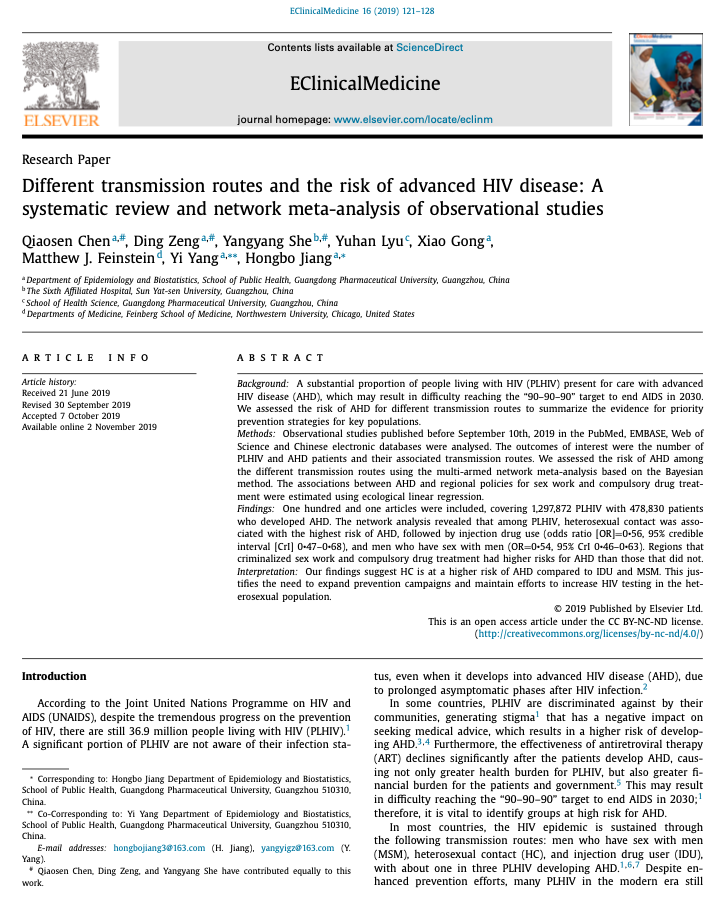 EClinicalMedicine 16 (2019) 121–128
Contents lists available at ScienceDirect
EClinicalMedicine
journal homepage: www.elsevier.com/locate/eclinm
ELSEVIER
Research Paper
Different transmission routes and the risk of advanced HIV disease: A
systematic review and network meta-analysis of observational studies
Qiaosen Chen a,#, Ding Zeng a,#, Yangyang She b,#, Yuhan Lyu c, Xiao Gong a,
Matthew J. Feinstein d, Yi Yang a,**, Hongbo Jiang a,*
a Department of Epidemiology and Biostatistics, School of Public Health, Guangdong Pharmaceutical University, Guangzhou, China
b The Sixth Affiliated Hospital, Sun Yat-sen University, Guangzhou, China
c School of Health Science, Guangdong Pharmaceutical University, Guangzhou, China
d Departments of Medicine, Feinberg School of Medicine, Northwestern University, Chicago, United States
ARTICLE INFO
Article history:
Received 21 June 2019
Revised 30 September 2019
Accepted 7 October 2019
Available online 2 November 2019
ABSTRACT
Background: A substantial proportion of people living with HIV (PLHIV) present for care with advanced
HIV disease (AHD), which may result in difficulty reaching the "90–90–90" target to end AIDS in 2030.
We assessed the risk of AHD for different transmission routes to summarize the evidence for priority
prevention strategies for key populations.
Methods: Observational studies published before September 10th, 2019 in the PubMed, EMBASE, Web of
Science and Chinese electronic databases were analysed. The outcomes of interest were the number of
PLHIV and AHD patients and their associated transmission routes. We assessed the risk of AHD among
the different transmission routes using the multi-armed network meta-analysis based on the Bayesian
method. The associations between AHD and regional policies for sex work and compulsory drug treat-
ment were estimated using ecological linear regression.
Findings: One hundred and one articles were included, covering 1,297,872 PLHIV with 478,830 patients
who developed AHD. The network analysis revealed that among PLHIV, heterosexual contact was asso-
ciated with the highest risk of AHD, followed by injection drug use (odds ratio [OR]=0•56, 95% credible
interval [CrI] 0•47–0•68), and men who have sex with men (OR=0•54, 95% CrI 0•46–0•63). Regions that
criminalized sex work and compulsory drug treatment had higher risks for AHD than those that did not.
Interpretation: Our findings suggest HC is at a higher risk of AHD compared to IDU and MSM. This jus-
tifies the need to expand prevention campaigns and maintain efforts to increase HIV testing in the het-
erosexual population.
© 2019 Published by Elsevier Ltd.
This is an open access article under the CC BY-NC-ND license.
(http://creativecommons.org/licenses/by-nc-nd/4.0/)
Introduction
According to the Joint United Nations Programme on HIV and
AIDS (UNAIDS), despite the tremendous progress on the prevention
of HIV, there are still 36.9 million people living with HIV (PLHIV).1
A significant portion of PLHIV are not aware of their infection sta-
* Corresponding to: Hongbo Jiang Department of Epidemiology and Biostatistics,
School of Public Health, Guangdong Pharmaceutical University, Guangzhou 510310,
China.
** Co-Corresponding to: Yi Yang Department of Epidemiology and Biostatistics,
School of Public Health, Guangdong Pharmaceutical University, Guangzhou 510310,
China.
E-mail addresses: hongbojiang3@163.com (H. Jiang), yangyigz@163.com (Y.
Yang).
# Qiaosen Chen, Ding Zeng, and Yangyang She have contributed equally to this
work.
tus, even when it develops into advanced HIV disease (AHD), due
to prolonged asymptomatic phases after HIV infection.2
In some countries, PLHIV are discriminated against by their
communities, generating stigma1 that has a negative impact on
seeking medical advice, which results in a higher risk of develop-
ing AHD.3,4 Furthermore, the effectiveness of antiretroviral therapy
(ART) declines significantly after the patients develop AHD, caus-
ing not only greater health burden for PLHIV, but also greater fi-
nancial burden for the patients and government.5 This may result
in difficulty reaching the "90–90–90" target to end AIDS in 2030;1
therefore, it is vital to identify groups at high risk for AHD.
In most countries, the HIV epidemic is sustained through
the following transmission routes: men who have sex with men
(MSM), heterosexual contact (HC), and injection drug user (IDU),
with about one in three PLHIV developing AHD.1,6,7 Despite en-
hanced prevention efforts, many PLHIV in the modern era still